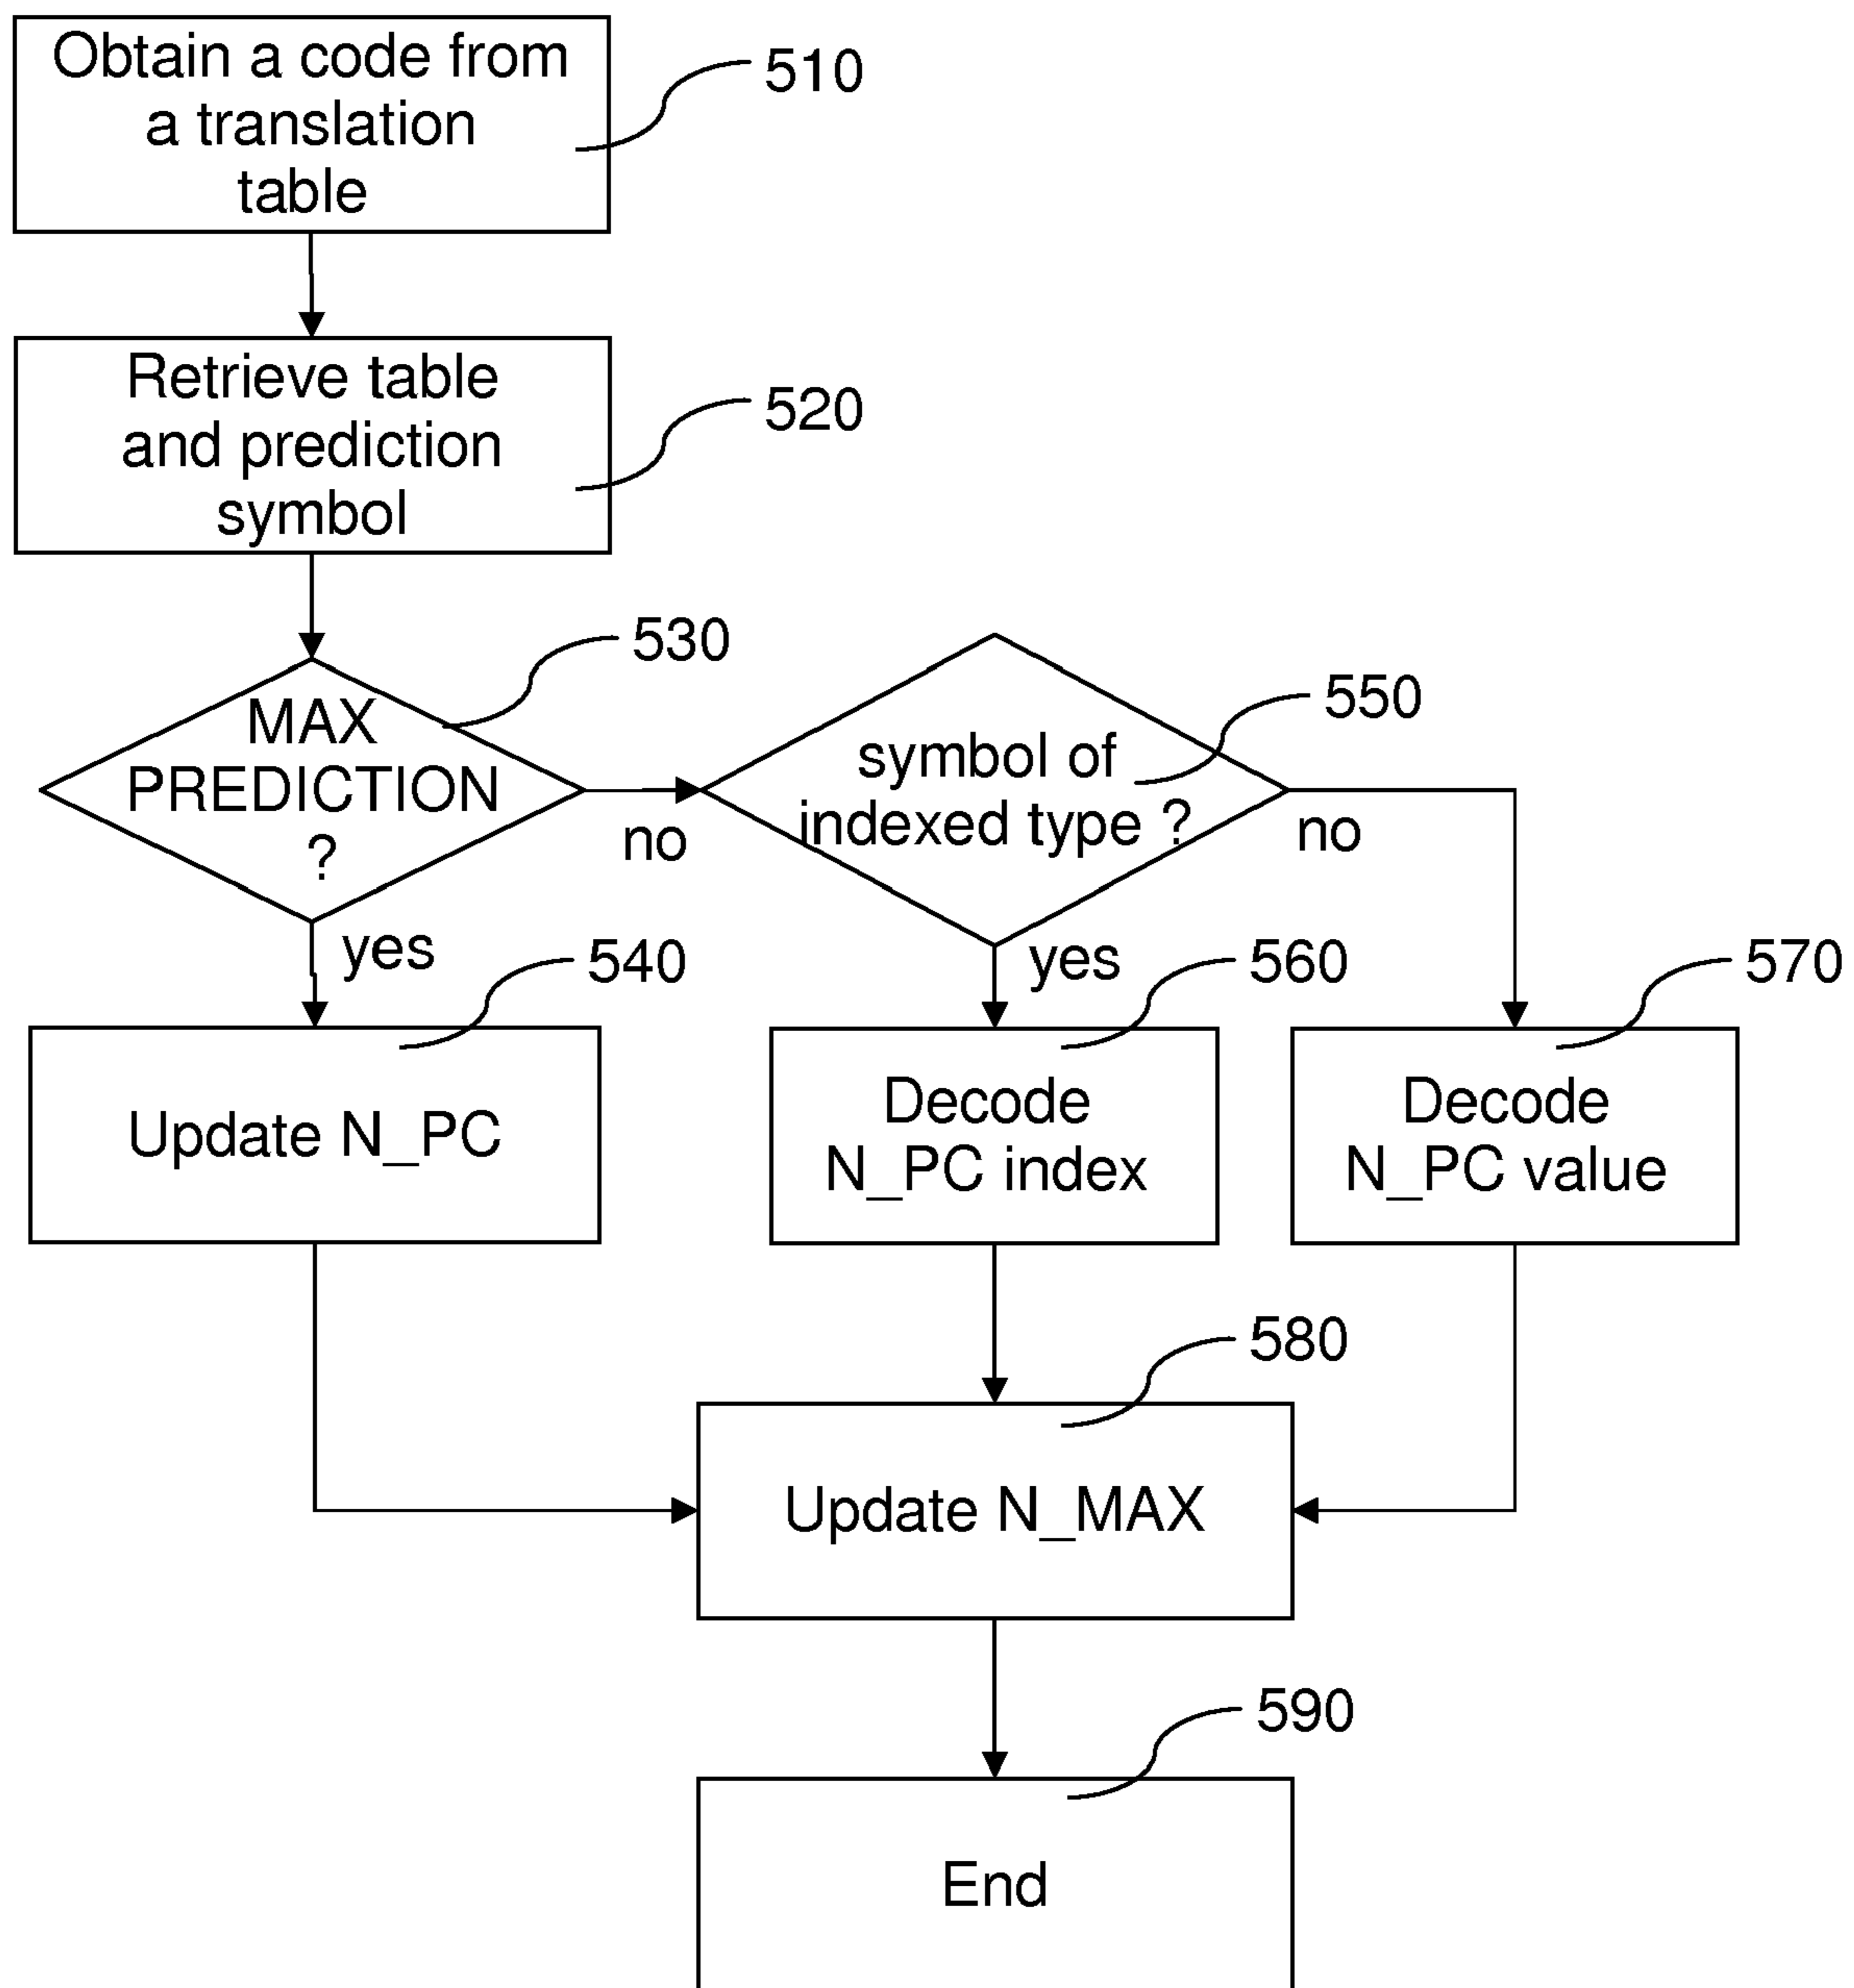 Obtain a code from
a translation
table
510
Retrieve table
and prediction
symbol
520
MAX
PREDICTION
?
530
no
yes
symbol of
indexed type ?
550
no
yes
Update N_PC
540
Decode
N_PC index
560
Decode
N_PC value
570
Update N_MAX
580
End
590